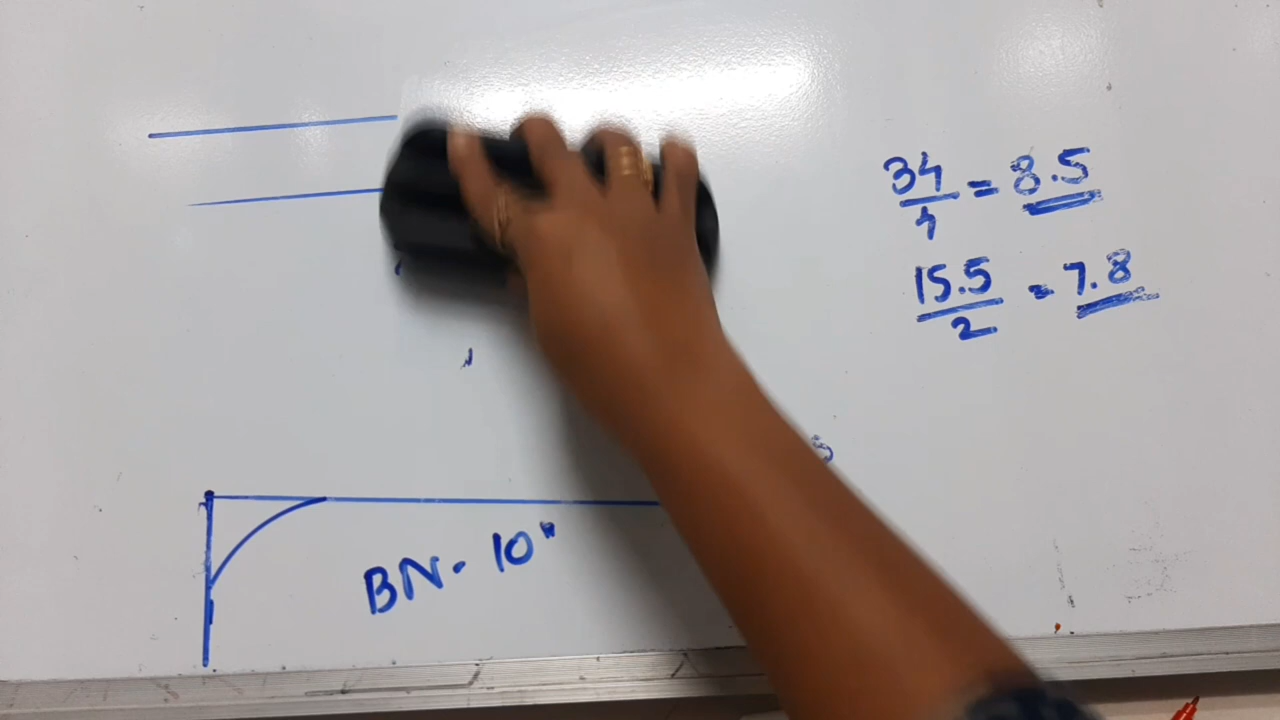 34/4 = 8.5
15.5/2 = 7.8
S
BN- 10"